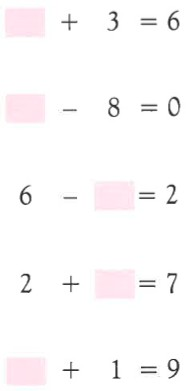 + 3 = 6
- 8 = 0
6 - = 2
2 + = 7
+ 1 = 9